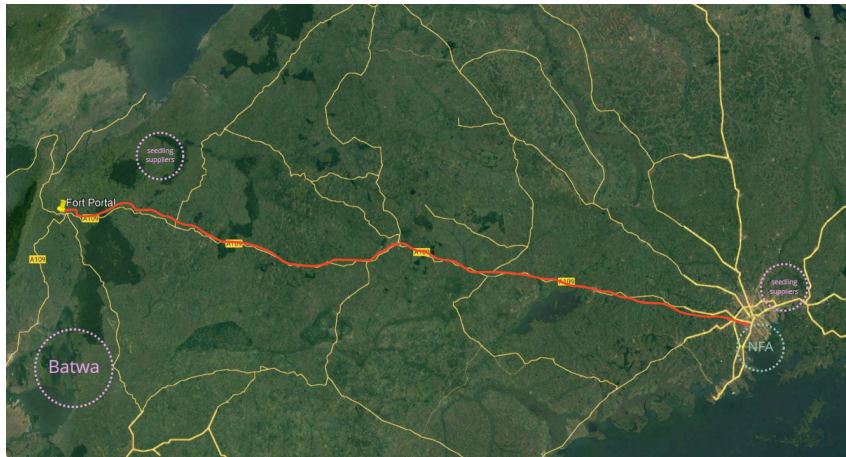 seedling
suppliers
Fort Portal
A109
A109
A109
A109
A109
seedling
suppliers
NFA
Batwa